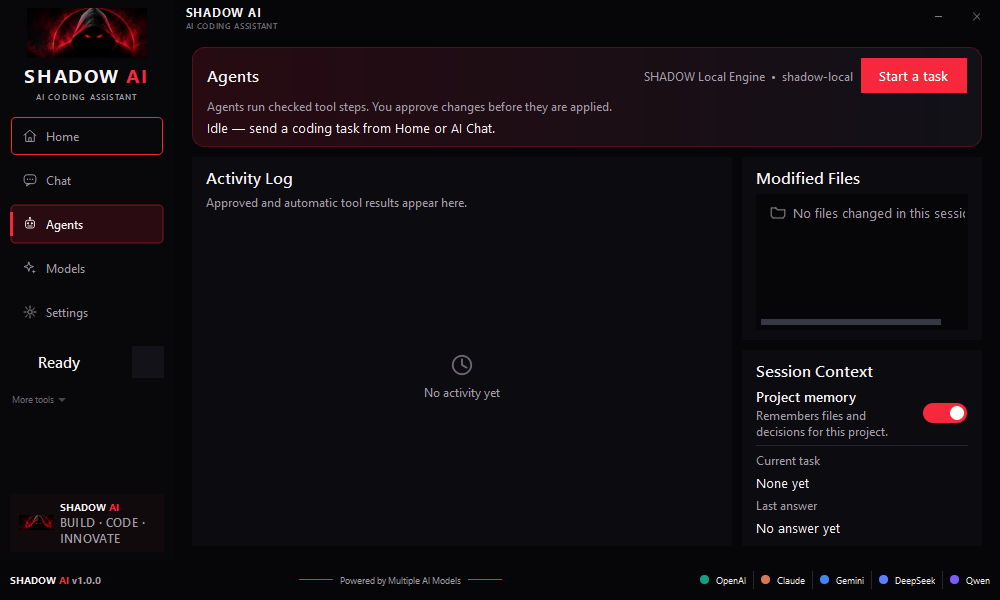 SHADOW AI
AI CODING ASSISTANT
SHADOW AI
AI CODING ASSISTANT
Home
Chat
Agents
Models
Settings
Ready
More tools
SHADOW AI
BUILD · CODE ·
INNOVATE
Agents
SHADOW Local Engine • shadow-local
Start a task
Agents run checked tool steps. You approve changes before they are applied.
Idle — send a coding task from Home or AI Chat.
Activity Log
Approved and automatic tool results appear here.
No activity yet
Modified Files
No files changed in this sessic
Session Context
Project memory
Remembers files and
decisions for this project.
Current task
None yet
Last answer
No answer yet
SHADOW AI v1.0.0
Powered by Multiple AI Models
OpenAI
Claude
Gemini
DeepSeek
Qwen